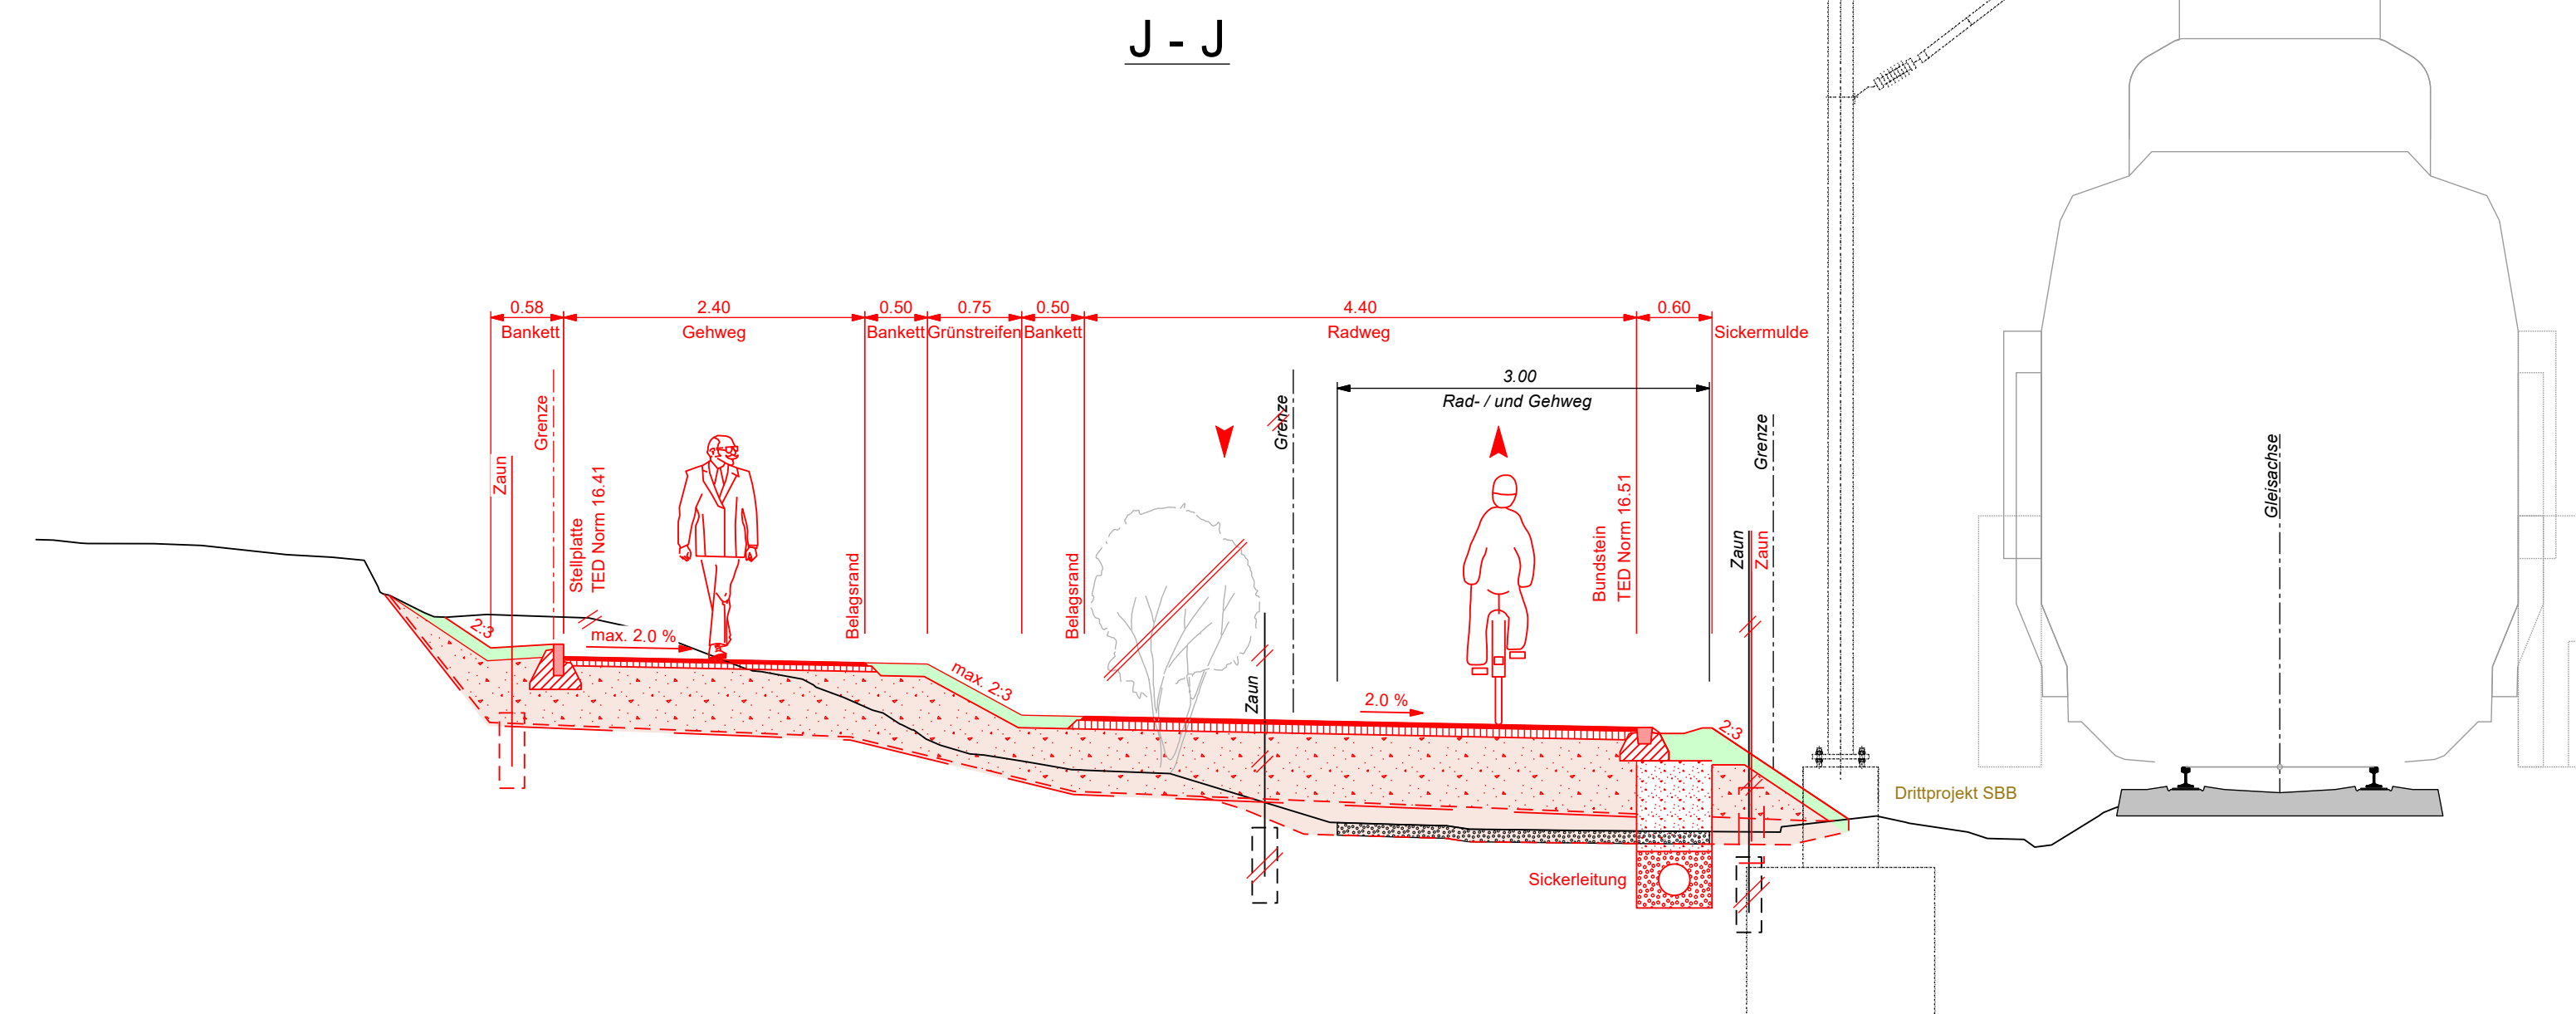 J - J
0.58 2.40 0.50 0.75 0.50 4.40 0.60
Bankett Gehweg Bankett Grünstreifen Bankett Radweg Sickermulde
3.00
Rad- / und Gehweg
Grenze
Zaun
Stellplatte
TED Norm 16.41
Belagsrand
Belagsrand
Grenze
Zaun
Bundstein
TED Norm 16.51
Zaun
Zaun
Grenze
Gleisachse
2:3
max. 2.0 %
max. 2:3
2.0 %
2:3
Drittprojekt SBB
Sickerleitung